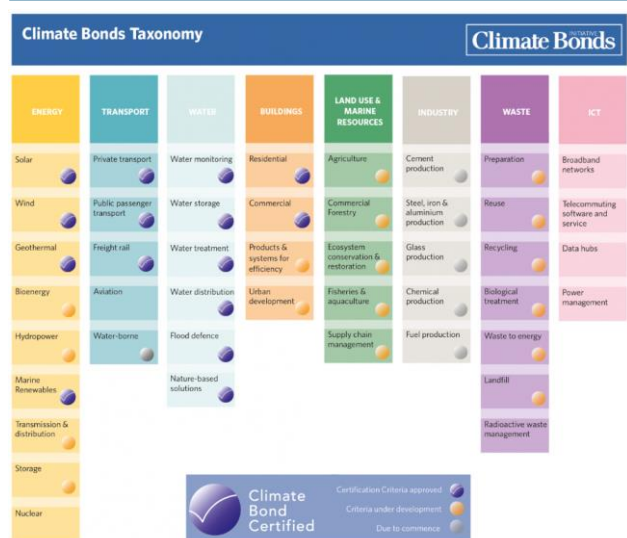 Climate Bonds Taxonomy
Climate Bonds
INITIATIVE
ENERGY
Solar
Wind
Geothermal
Bioenergy
Hydropower
Marine
Renewables
Transmission &
distribution
Storage
Nuclear
TRANSPORT
Private transport
Public passenger
transport
Freight rail
Aviation
Water-borne
WATER
Water monitoring
Water storage
Water treatment
Water distribution
Flood defence
Nature-based
solutions
BUILDINGS
Residential
Commercial
Products &
systems for
efficiency
Urban
development
LAND USE &
MARINE
RESOURCES
Agriculture
Commercial
Forestry
Ecosystem
conservation &
restoration
Fisheries &
aquaculture
Supply chain
management
INDUSTRY
Cement
production
Steel, iron &
aluminium
production
Glass
production
Chemical
production
Fuel production
WASTE
Preparation
Reuse
Recycling
Biological
treatment
Waste to energy
Landfill
Radioactive waste
management
ICT
Broadband
networks
Telecommuting
software and
service
Data hubs
Power
management
Climate
Bond
Certified
Certification Criteria approved
Criteria under development
Due to commence